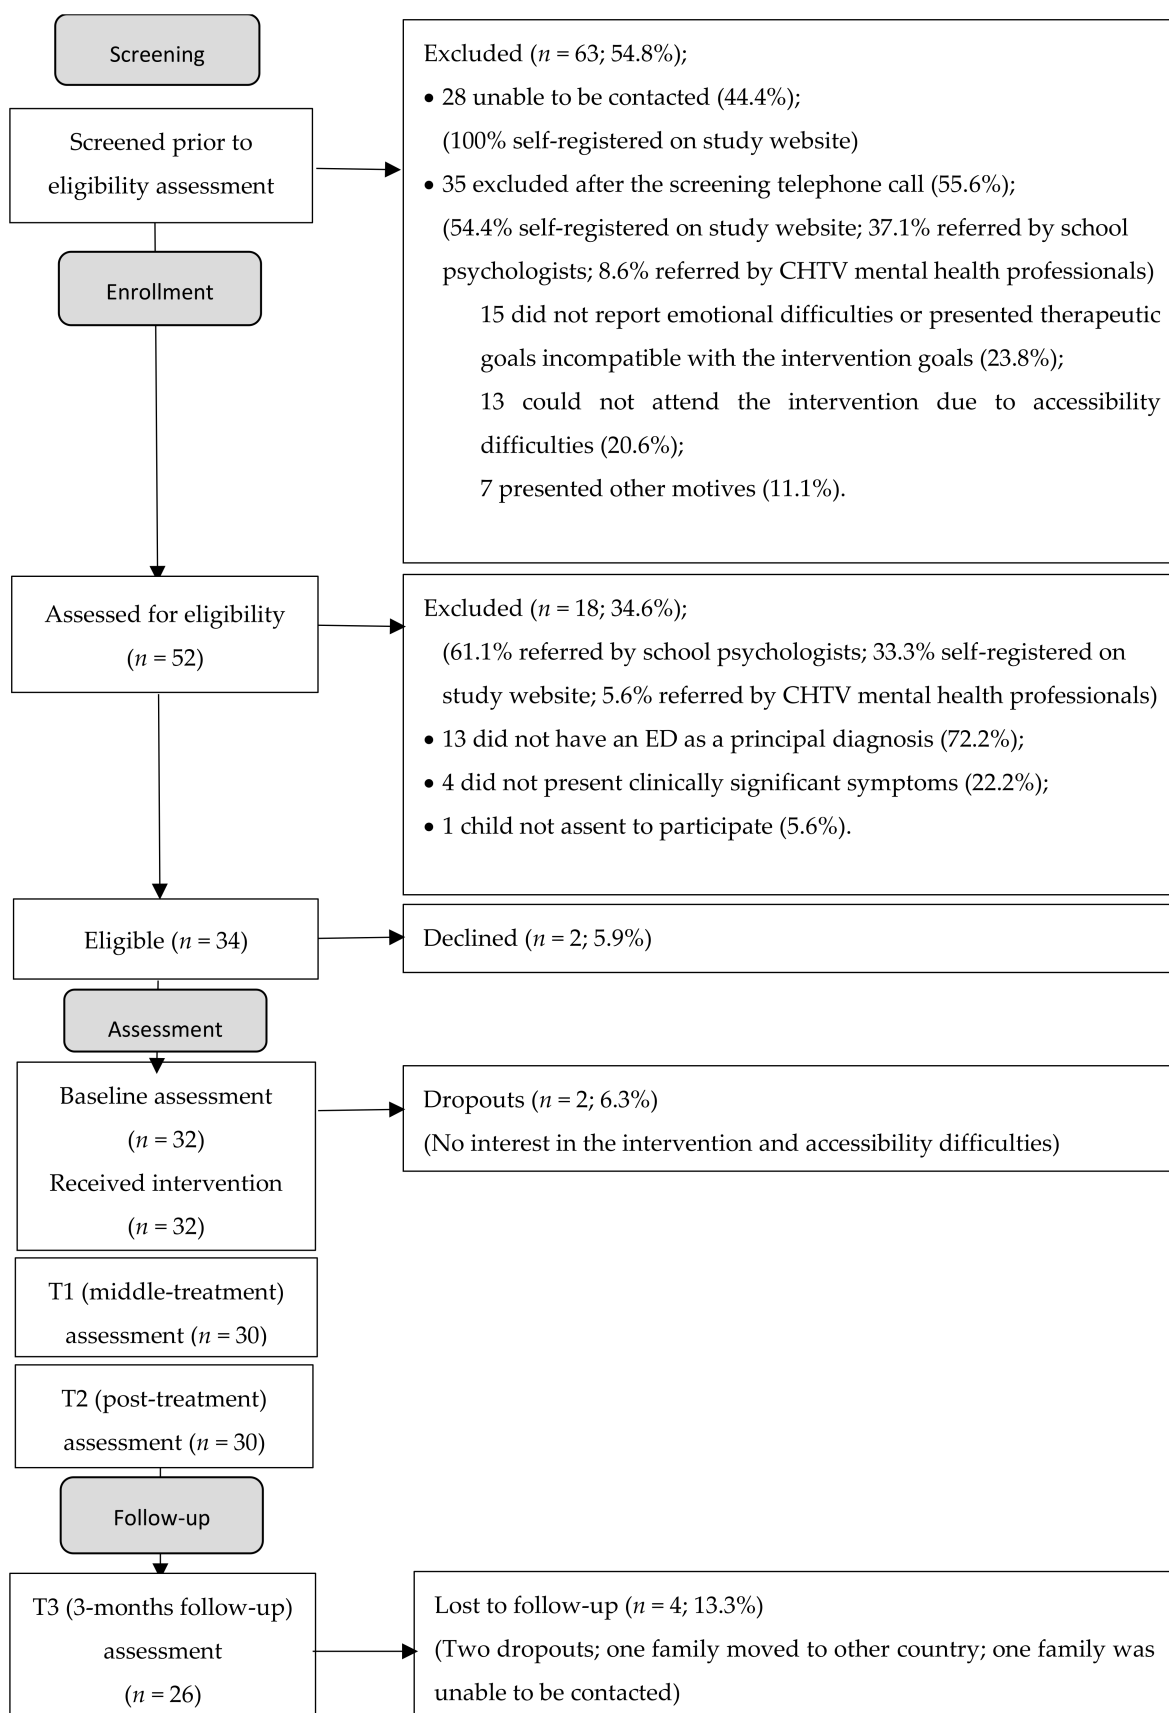 Screening
Screened prior to
eligibility assessment
Excluded (n = 63; 54.8%);
• 28 unable to be contacted (44.4%);
(100% self-registered on study website)
• 35 excluded after the screening telephone call (55.6%);
(54.4% self-registered on study website; 37.1% referred by school
psychologists; 8.6% referred by CHTV mental health professionals)
15 did not report emotional difficulties or presented therapeutic
goals incompatible with the intervention goals (23.8%);
13 could not attend the intervention due to accessibility
difficulties (20.6%);
7 presented other motives (11.1%).
Enrollment
Assessed for eligibility
(n = 52)
Excluded (n = 18; 34.6%);
(61.1% referred by school psychologists; 33.3% self-registered on
study website; 5.6% referred by CHTV mental health professionals)
• 13 did not have an ED as a principal diagnosis (72.2%);
• 4 did not present clinically significant symptoms (22.2%);
• 1 child not assent to participate (5.6%).
Eligible (n = 34)
Declined (n = 2; 5.9%)
Assessment
Baseline assessment
(n = 32)
Received intervention
(n = 32)
Dropouts (n = 2; 6.3%)
(No interest in the intervention and accessibility difficulties)
T1 (middle-treatment)
assessment (n = 30)
T2 (post-treatment)
assessment (n = 30)
Follow-up
T3 (3-months follow-up)
assessment
(n = 26)
Lost to follow-up (n = 4; 13.3%)
(Two dropouts; one family moved to other country; one family was
unable to be contacted)